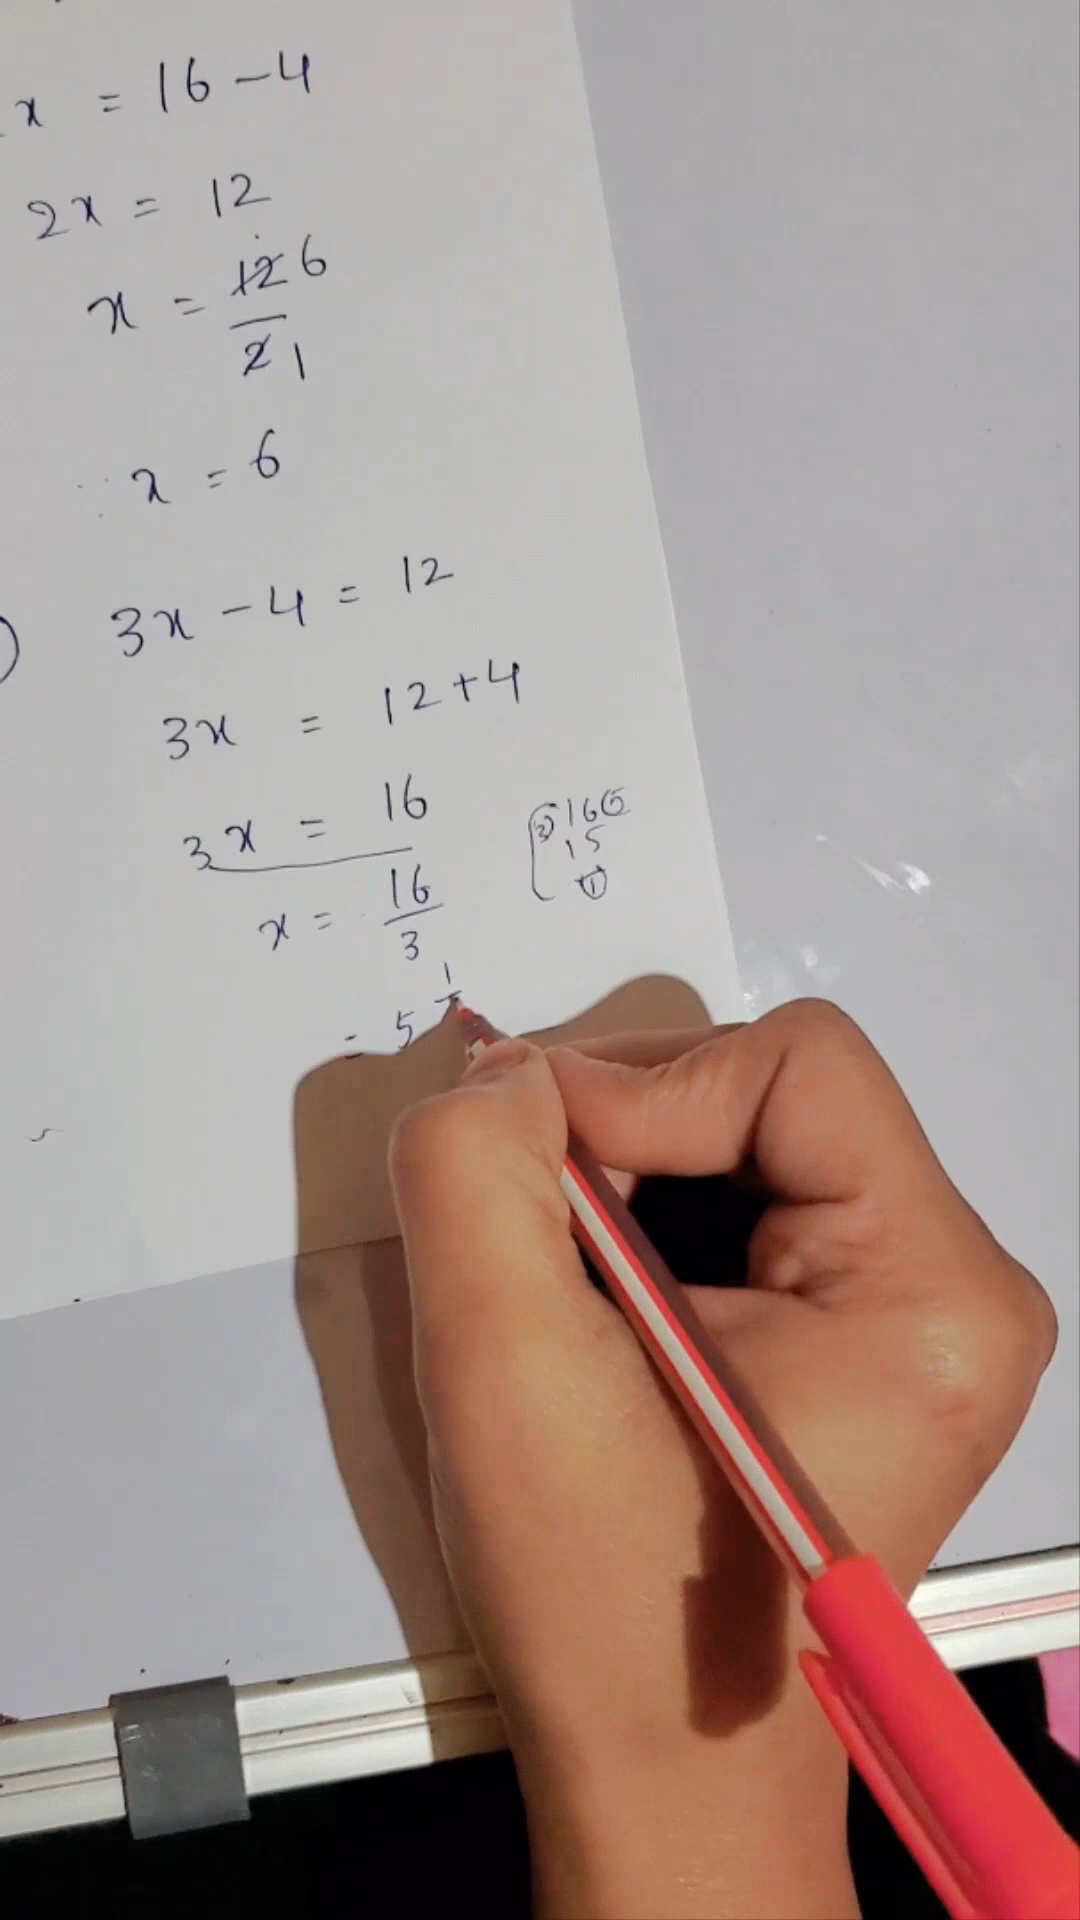 x = 16 - 4
2x = 12
x = 12 6
2 1
x = 6
3x - 4 = 12
3x = 12 + 4
3x = 16
3) 16 (5
15
1
x = 16
3
= 5 1